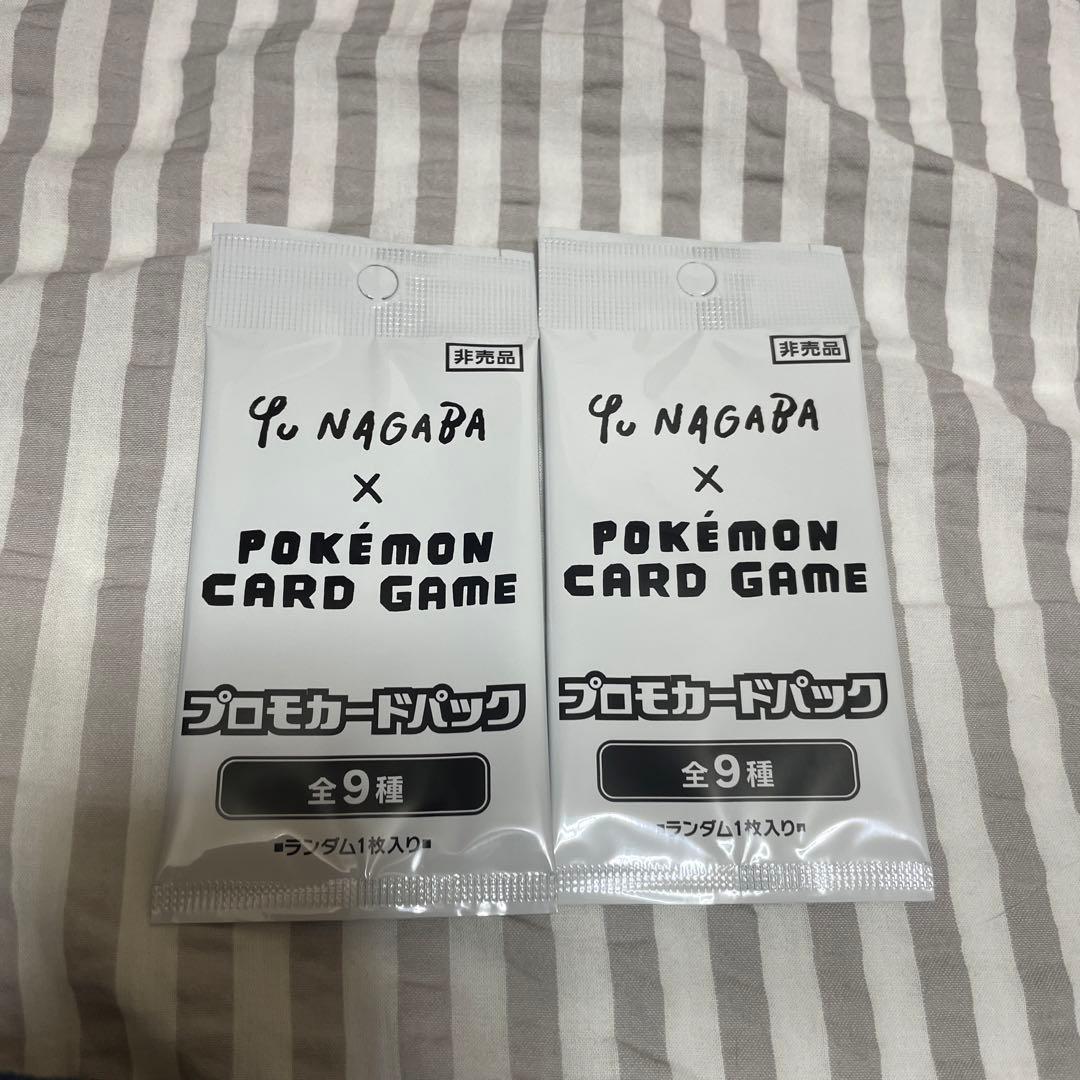 非売品
Yu NAGABA
×
POKÉMON
CARD GAME
プロモカードパック
全9種
■ランダム1枚入り■
非売品
Yu NAGABA
×
POKÉMON
CARD GAME
プロモカードパック
全9種
■ランダム1枚入り■